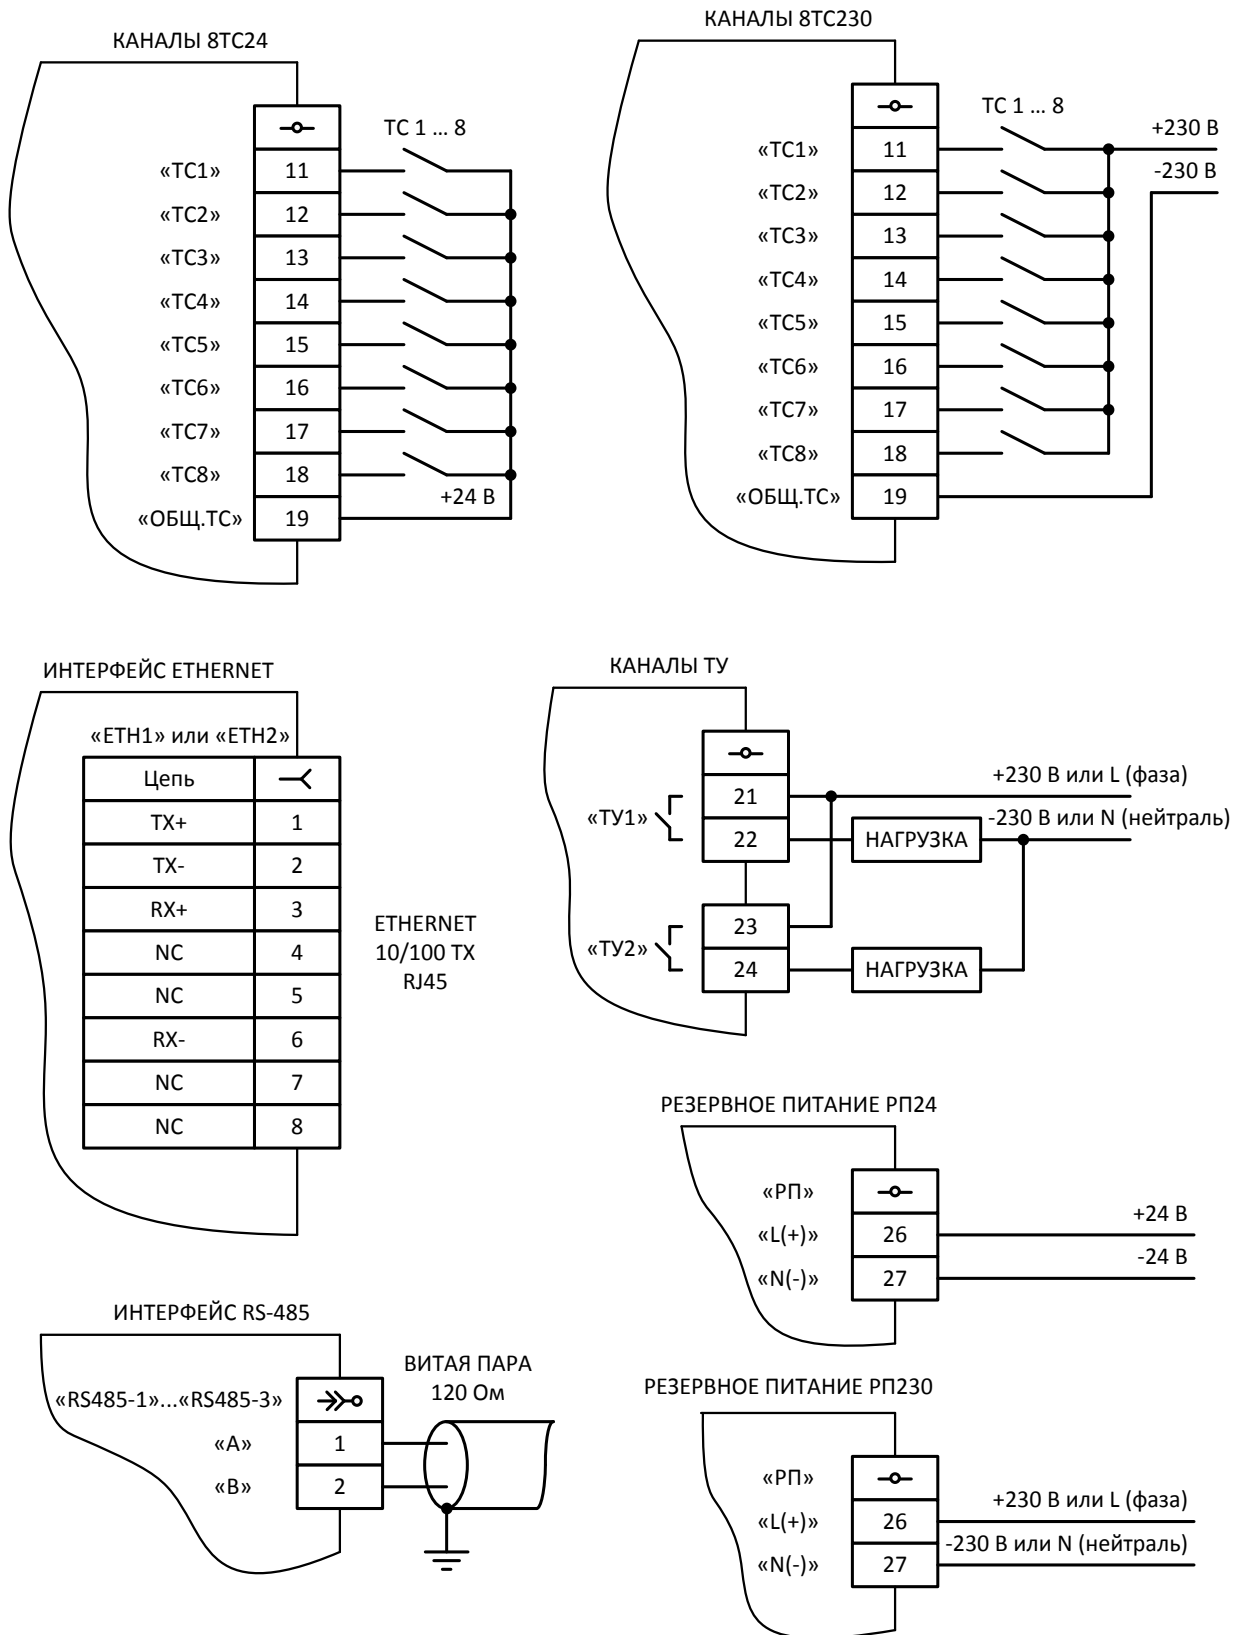 КАНАЛЫ 8ТС24
ТС 1 ... 8
«ТС1» 11
«ТС2» 12
«ТС3» 13
«ТС4» 14
«ТС5» 15
«ТС6» 16
«ТС7» 17
«ТС8» 18
+24 В
«ОБЩ.ТС» 19
КАНАЛЫ 8ТС230
ТС 1 ... 8
+230 В
«ТС1» 11
-230 В
«ТС2» 12
«ТС3» 13
«ТС4» 14
«ТС5» 15
«ТС6» 16
«ТС7» 17
«ТС8» 18
«ОБЩ.ТС» 19
ИНТЕРФЕЙС ETHERNET
«ETH1» или «ETH2»
Цепь
TX+ 1
TX- 2
RX+ 3
NC 4
NC 5
RX- 6
NC 7
NC 8
ETHERNET
10/100 TX
RJ45
КАНАЛЫ ТУ
+230 В или L (фаза)
21
«ТУ1»
-230 В или N (нейтраль)
22 НАГРУЗКА
23
«ТУ2»
24 НАГРУЗКА
РЕЗЕРВНОЕ ПИТАНИЕ РП24
«РП»
+24 В
«L(+)» 26
-24 В
«N(-)» 27
ИНТЕРФЕЙС RS-485
ВИТАЯ ПАРА
120 Ом
«RS485-1»...«RS485-3»
«A» 1
«B» 2
РЕЗЕРВНОЕ ПИТАНИЕ РП230
«РП»
+230 В или L (фаза)
«L(+)» 26
-230 В или N (нейтраль)
«N(-)» 27